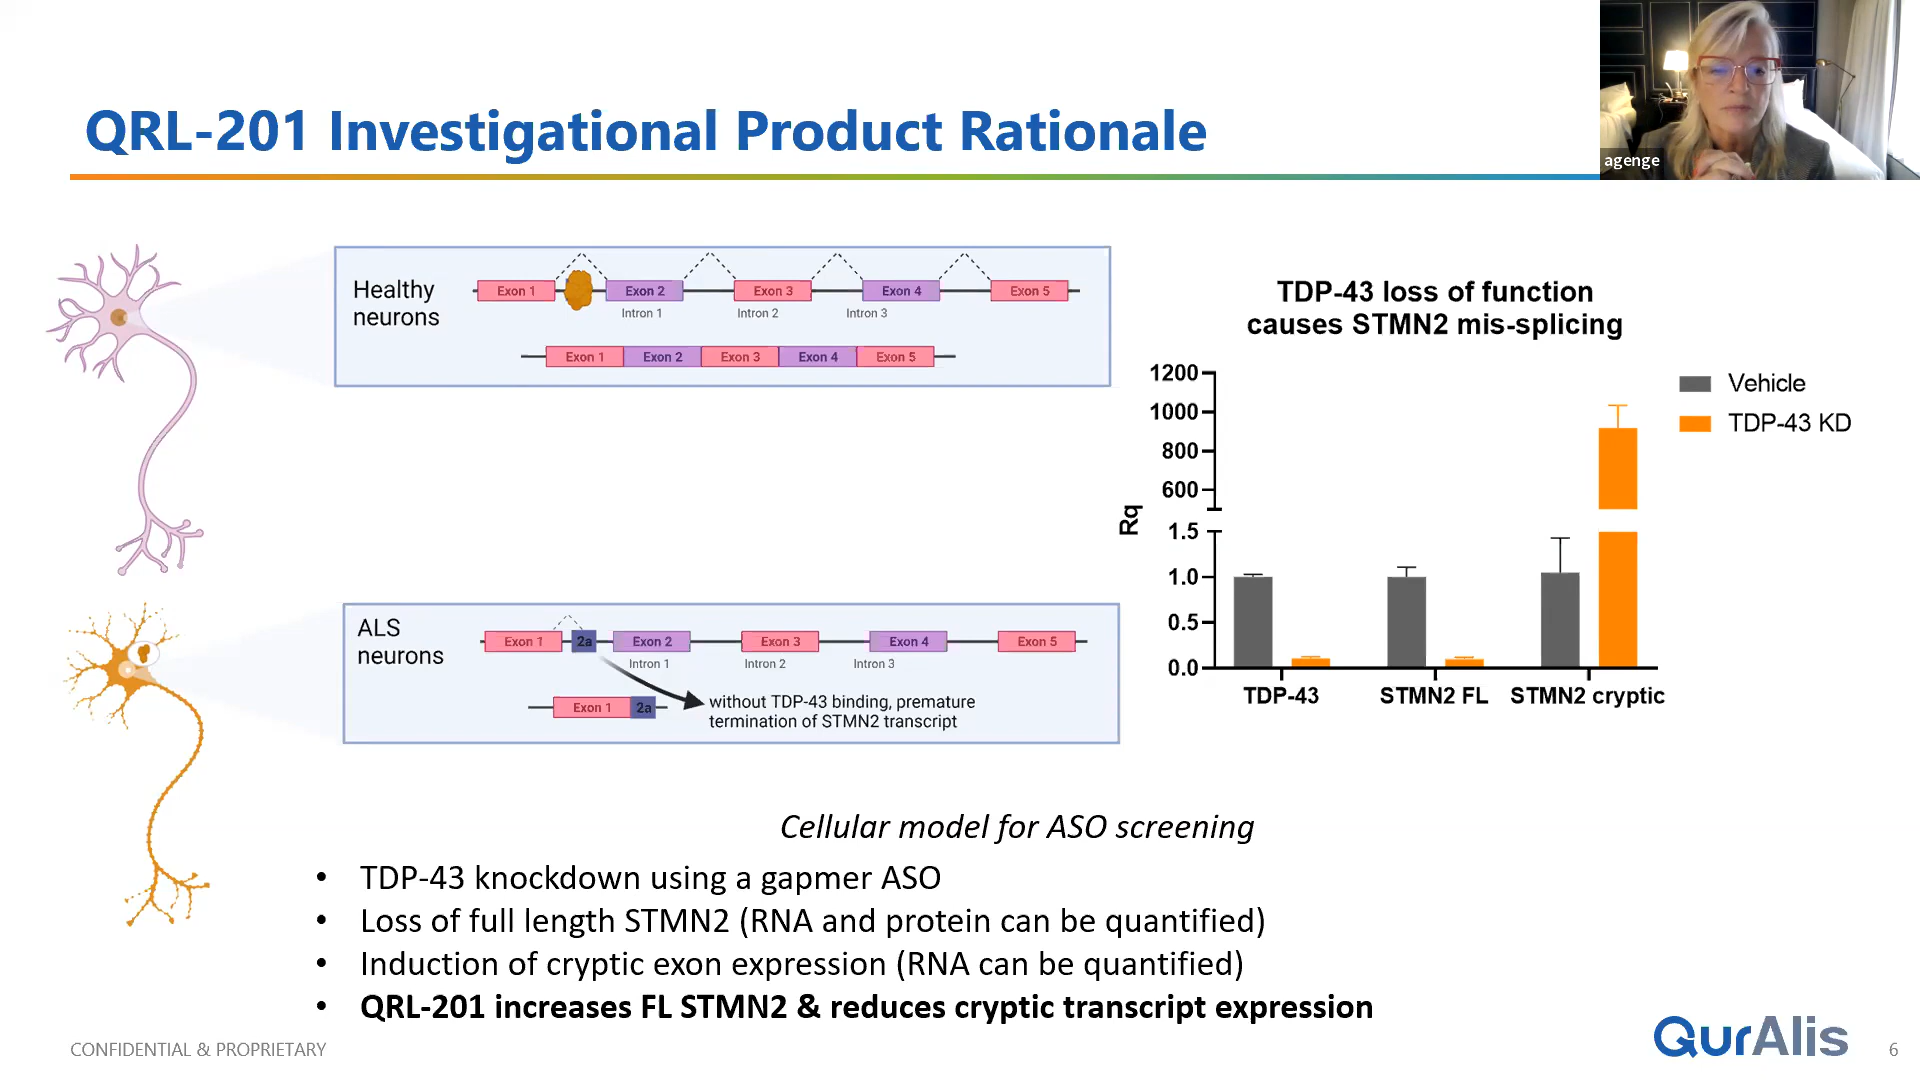 QRL-201 Investigational Product Rationale
agenge
Healthy
neurons
Exon 1
Exon 2
Exon 3
Exon 4
Exon 5
Intron 1
Intron 2
Intron 3
Exon 1
Exon 2
Exon 3
Exon 4
Exon 5
ALS
neurons
Exon 1
2a
Exon 2
Exon 3
Exon 4
Exon 5
Intron 1
Intron 2
Intron 3
Exon 1
2a
without TDP-43 binding, premature
termination of STMN2 transcript
TDP-43 loss of function
causes STMN2 mis-splicing
1200
1000
800
600
1.5
1.0
0.5
0.0
Rq
TDP-43
STMN2 FL
STMN2 cryptic
Vehicle
TDP-43 KD
Cellular model for ASO screening
• TDP-43 knockdown using a gapmer ASO
• Loss of full length STMN2 (RNA and protein can be quantified)
• Induction of cryptic exon expression (RNA can be quantified)
• QRL-201 increases FL STMN2 & reduces cryptic transcript expression
CONFIDENTIAL & PROPRIETARY
QurAlis
6